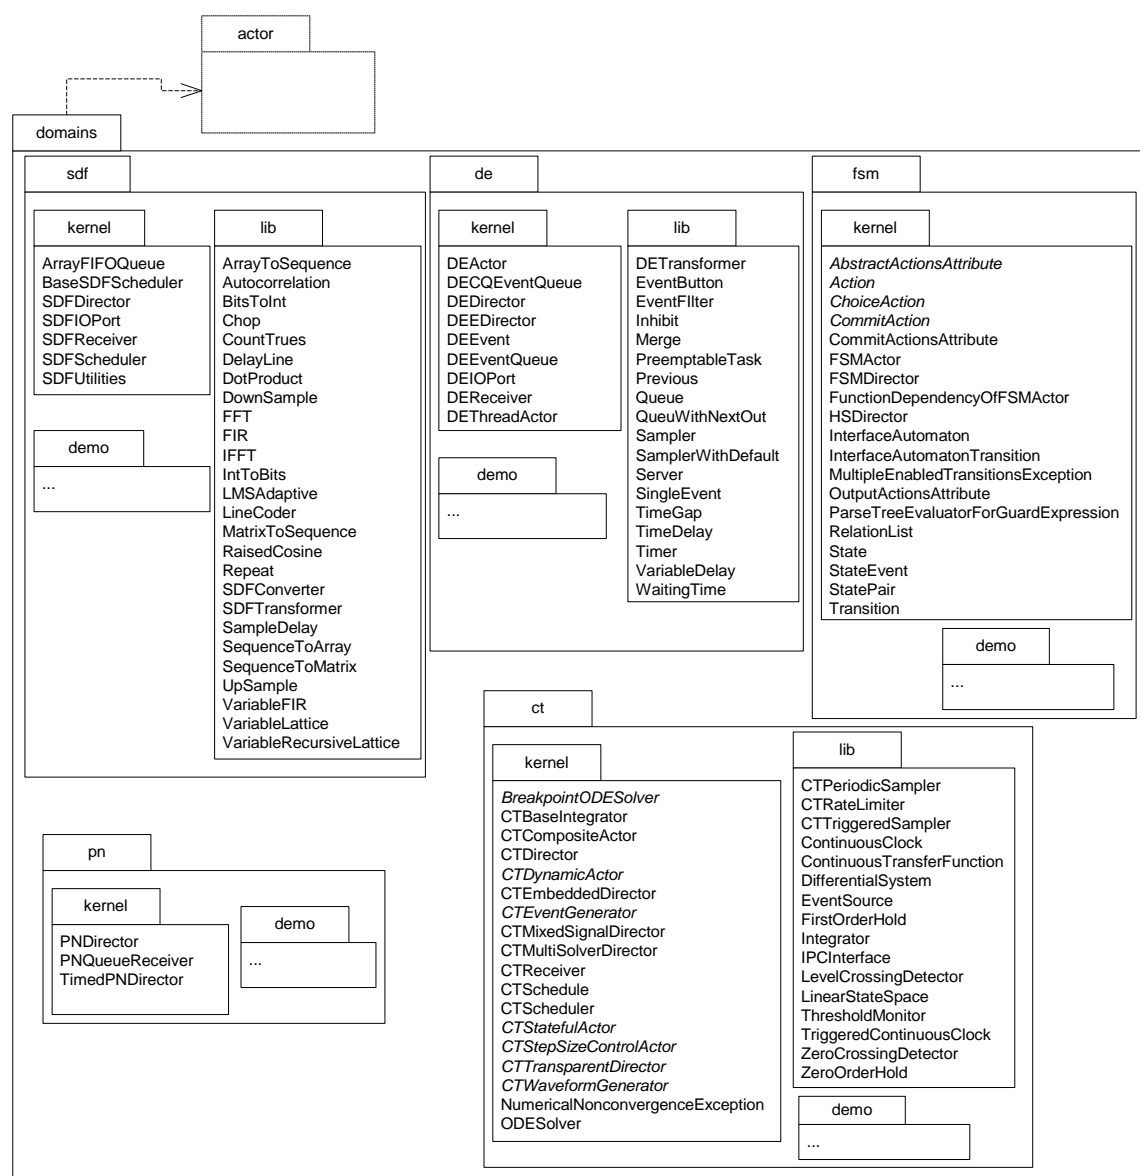 actor
domains
sdf
kernel
ArrayFIFOQueue
BaseSDFScheduler
SDFDirector
SDFIOPort
SDFReceiver
SDFScheduler
SDFUtilities
demo
...
lib
ArrayToSequence
Autocorrelation
BitsToInt
Chop
CountTrues
DelayLine
DotProduct
DownSample
FFT
FIR
IFFT
IntToBits
LMSAdaptive
LineCoder
MatrixToSequence
RaisedCosine
Repeat
SDFConverter
SDFTransformer
SampleDelay
SequenceToArray
SequenceToMatrix
UpSample
VariableFIR
VariableLattice
VariableRecursiveLattice
de
kernel
DEActor
DECQEventQueue
DEDirector
DEEDirector
DEEvent
DEEventQueue
DEIOPort
DEReceiver
DEThreadActor
demo
...
lib
DETransformer
EventButton
EventFIlter
Inhibit
Merge
PreemptableTask
Previous
Queue
QueuWithNextOut
Sampler
SamplerWithDefault
Server
SingleEvent
TimeGap
TimeDelay
Timer
VariableDelay
WaitingTime
fsm
kernel
AbstractActionsAttribute
Action
ChoiceAction
CommitAction
CommitActionsAttribute
FSMActor
FSMDirector
FunctionDependencyOfFSMActor
HSDirector
InterfaceAutomaton
InterfaceAutomatonTransition
MultipleEnabledTransitionsException
OutputActionsAttribute
ParseTreeEvaluatorForGuardExpression
RelationList
State
StateEvent
StatePair
Transition
demo
...
pn
kernel
PNDirector
PNQueueReceiver
TimedPNDirector
demo
...
ct
kernel
BreakpointODESolver
CTBaseIntegrator
CTCompositeActor
CTDirector
CTDynamicActor
CTEmbeddedDirector
CTEventGenerator
CTMixedSignalDirector
CTMultiSolverDirector
CTReceiver
CTSchedule
CTScheduler
CTStatefulActor
CTStepSizeControlActor
CTTransparentDirector
CTWaveformGenerator
NumericalNonconvergenceException
ODESolver
lib
CTPeriodicSampler
CTRateLimiter
CTTriggeredSampler
ContinuousClock
ContinuousTransferFunction
DifferentialSystem
EventSource
FirstOrderHold
Integrator
IPCInterface
LevelCrossingDetector
LinearStateSpace
ThresholdMonitor
TriggeredContinuousClock
ZeroCrossingDetector
ZeroOrderHold
demo
...